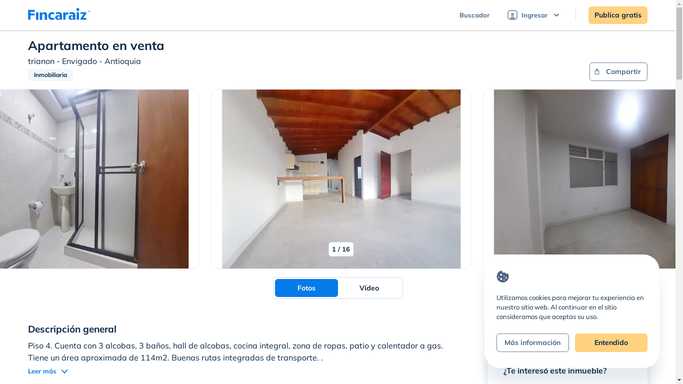 Fincaraiz
Buscador
Ingresar
Publica gratis
Apartamento en venta
trianon - Envigado - Antioquia
Inmobiliaria
Compartir
1 / 16
Fotos
Video
Utilizamos cookies para mejorar tu experiencia en
nuestro sitio web. Al continuar en el sitio
consideramos que aceptas su uso.
Más información
Entendido
Descripción general
Piso 4. Cuenta con 3 alcobas, 3 baños, hall de alcobas, cocina integral, zona de ropas, patio y calentador a gas.
Tiene un área aproximada de 114m2. Buenas rutas integradas de transporte...
Leer más
¿Te interesó este inmueble?